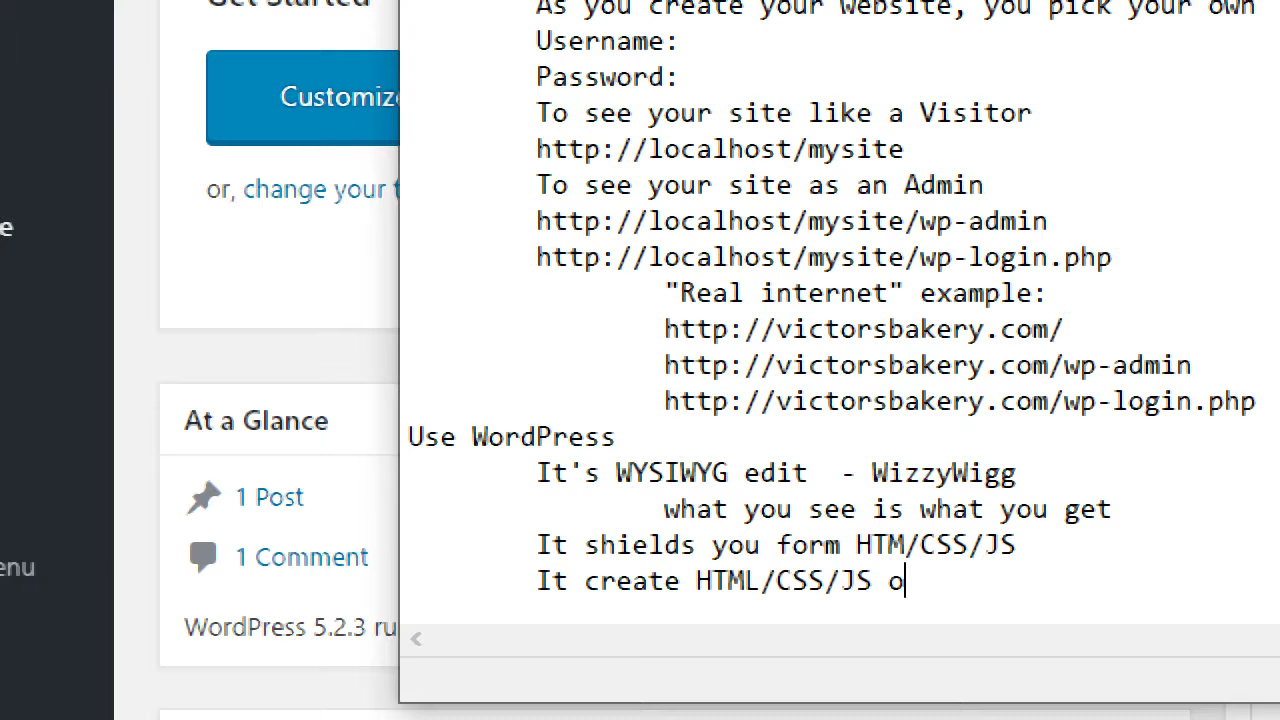 Get Started
Customize
or, change your t
e
At a Glance
1 Post
1 Comment
enu
WordPress 5.2.3 ru
As you create your website, you pick your own
Username:
Password:
To see your site like a Visitor
http://localhost/mysite
To see your site as an Admin
http://localhost/mysite/wp-admin
http://localhost/mysite/wp-login.php
"Real internet" example:
http://victorsbakery.com/
http://victorsbakery.com/wp-admin
http://victorsbakery.com/wp-login.php
Use WordPress
It's WYSIWYG edit  - WizzyWigg
what you see is what you get
It shields you form HTM/CSS/JS
It create HTML/CSS/JS o